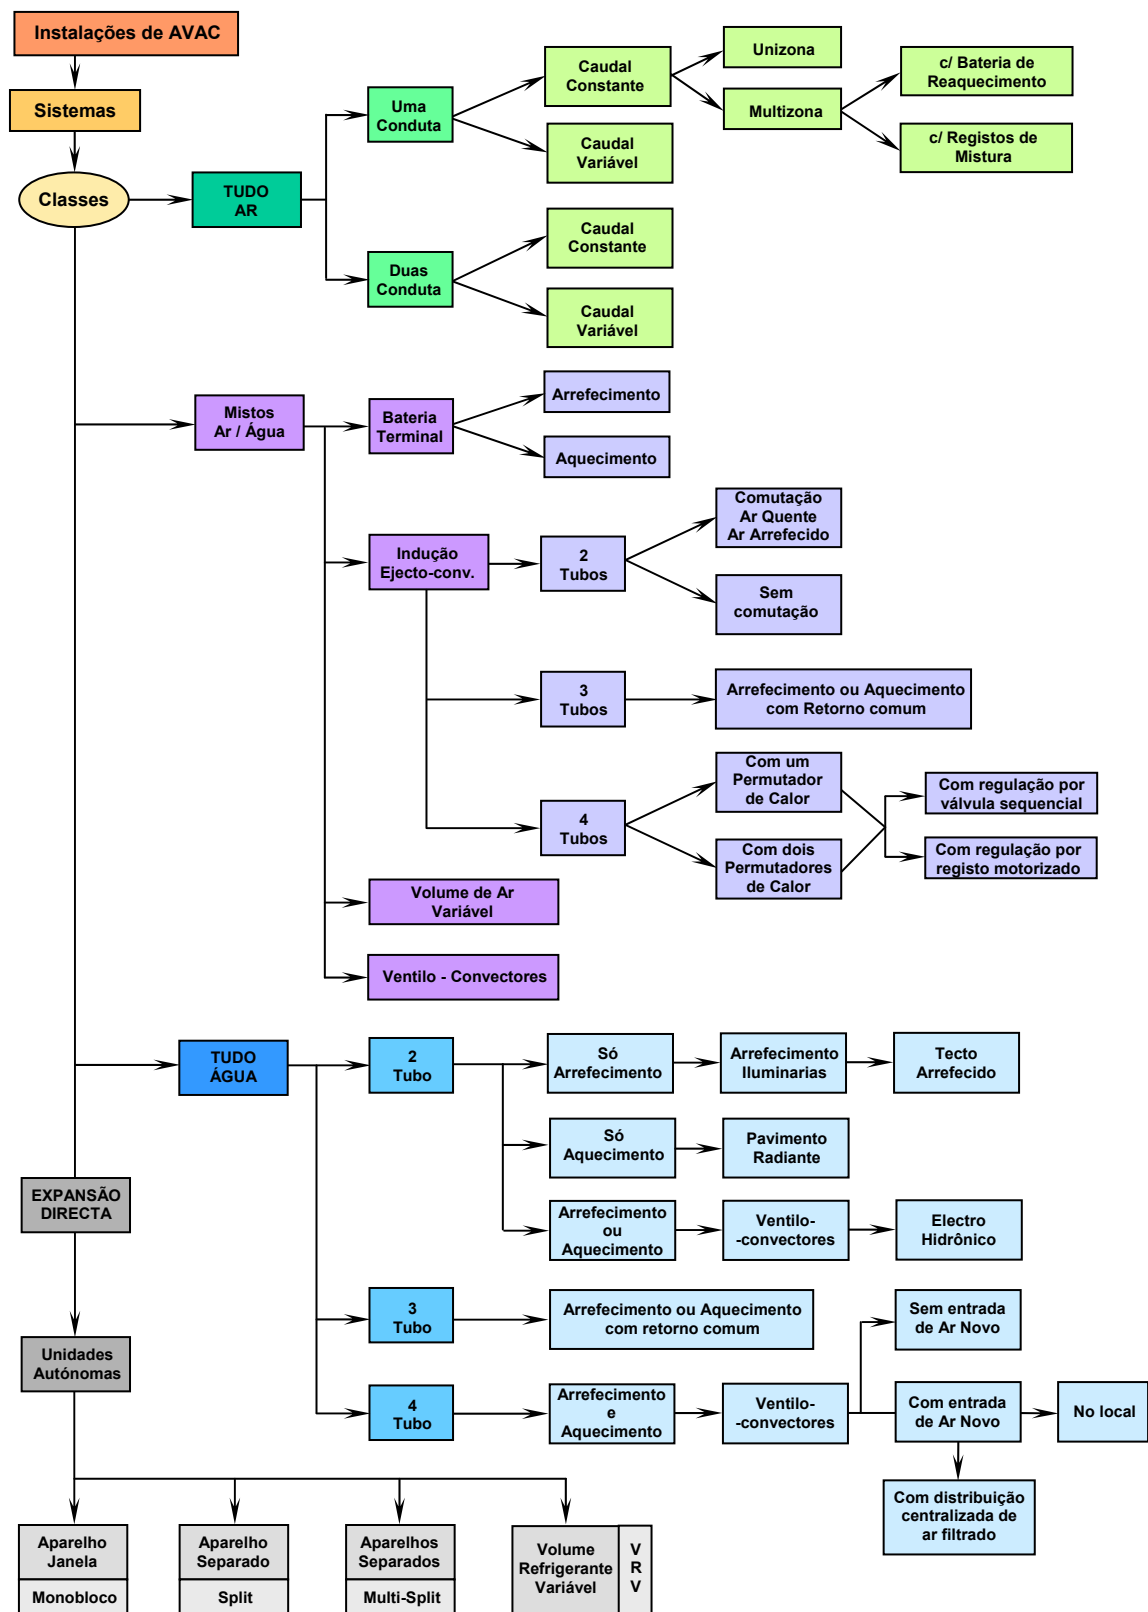 Instalações de AVAC
Sistemas
Classes
TUDO
AR
Uma
Conduta
Caudal
Constante
Unizona
Multizona
c/ Bateria de
Reaquecimento
c/ Registos de
Mistura
Caudal
Variável
Duas
Conduta
Caudal
Constante
Caudal
Variável
Mistos
Ar / Água
Bateria
Terminal
Arrefecimento
Aquecimento
Indução
Ejecto-conv.
2
Tubos
Comutação
Ar Quente
Ar Arrefecido
Sem
comutação
3
Tubos
Arrefecimento ou Aquecimento
com Retorno comum
4
Tubos
Com um
Permutador
de Calor
Com dois
Permutadores
de Calor
Com regulação por
válvula sequencial
Com regulação por
registo motorizado
Volume de Ar
Variável
Ventilo - Convectores
TUDO
ÁGUA
2
Tubo
Só
Arrefecimento
Arrefecimento
Iluminarias
Tecto
Arrefecido
Só
Aquecimento
Pavimento
Radiante
Arrefecimento
ou
Aquecimento
Ventilo-
-convectores
Electro
Hidrônico
3
Tubo
Arrefecimento ou Aquecimento
com retorno comum
4
Tubo
Arrefecimento
e
Aquecimento
Ventilo-
-convectores
Sem entrada
de Ar Novo
Com entrada
de Ar Novo
No local
Com distribuição
centralizada de
ar filtrado
EXPANSÃO
DIRECTA
Unidades
Autónomas
Aparelho
Janela
Monobloco
Aparelho
Separado
Split
Aparelhos
Separados
Multi-Split
Volume
Refrigerante
Variável
V
R
V